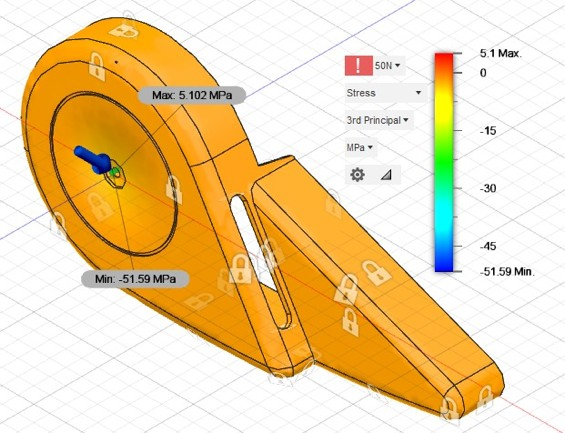 5.1 Max.
! 50N
0
Max: 5.102 MPa
Stress
3rd Principal
-15
MPa
-30
-45
Min: -51.59 MPa
-51.59 Min.